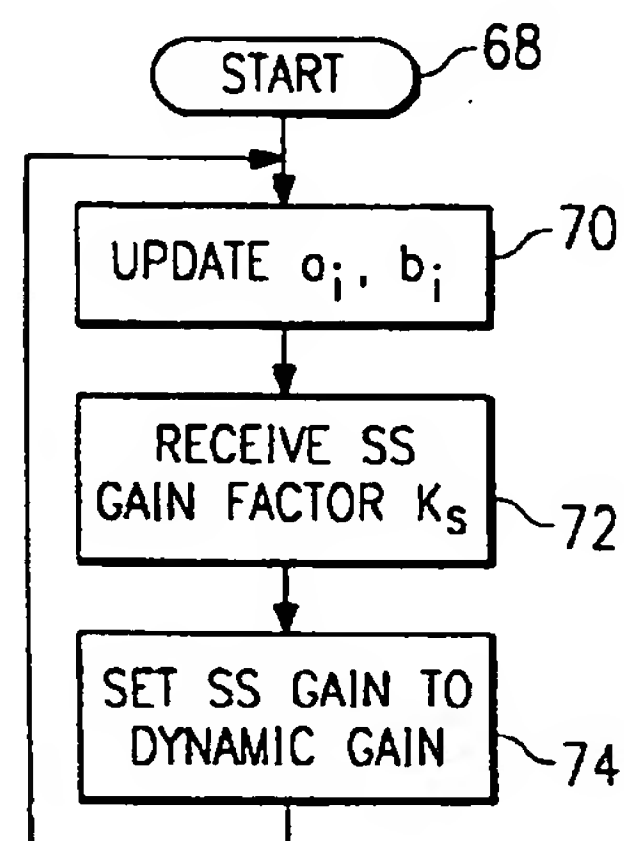 START
68
UPDATE ai, bi
70
RECEIVE SS
GAIN FACTOR Ks
72
SET SS GAIN TO
DYNAMIC GAIN
74